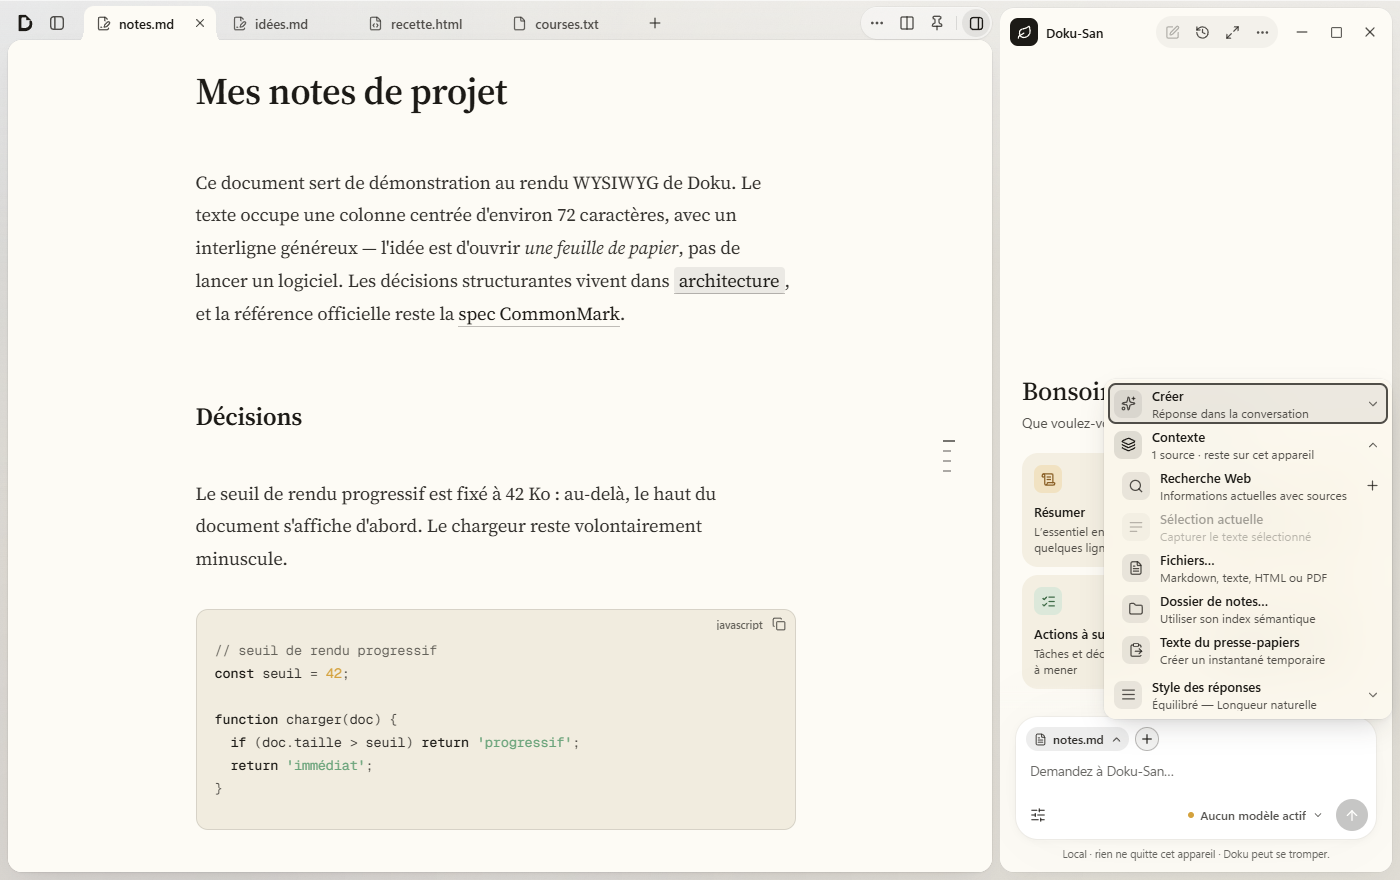 notes.md
idées.md
recette.html
courses.txt
Mes notes de projet
Ce document sert de démonstration au rendu WYSIWYG de Doku. Le
texte occupe une colonne centrée d'environ 72 caractères, avec un
interligne généreux — l'idée est d'ouvrir une feuille de papier, pas de
lancer un logiciel. Les décisions structurantes vivent dans architecture ,
et la référence officielle reste la spec CommonMark.
Décisions
Le seuil de rendu progressif est fixé à 42 Ko : au-delà, le haut du
document s'affiche d'abord. Le chargeur reste volontairement
minuscule.
javascript
// seuil de rendu progressif
const seuil = 42;
function charger(doc) {
if (doc.taille > seuil) return 'progressif';
return 'immédiat';
}
Doku-San
Bonsoir
Que voulez-v
Résumer
L'essentiel en
quelques lign
Actions à su
Tâches et déc
à mener
Créer
Réponse dans la conversation
Contexte
1 source · reste sur cet appareil
Recherche Web
Informations actuelles avec sources
Sélection actuelle
Capturer le texte sélectionné
Fichiers…
Markdown, texte, HTML ou PDF
Dossier de notes…
Utiliser son index sémantique
Texte du presse-papiers
Créer un instantané temporaire
Style des réponses
Équilibré — Longueur naturelle
notes.md
Demandez à Doku-San…
Aucun modèle actif
Local · rien ne quitte cet appareil · Doku peut se tromper.